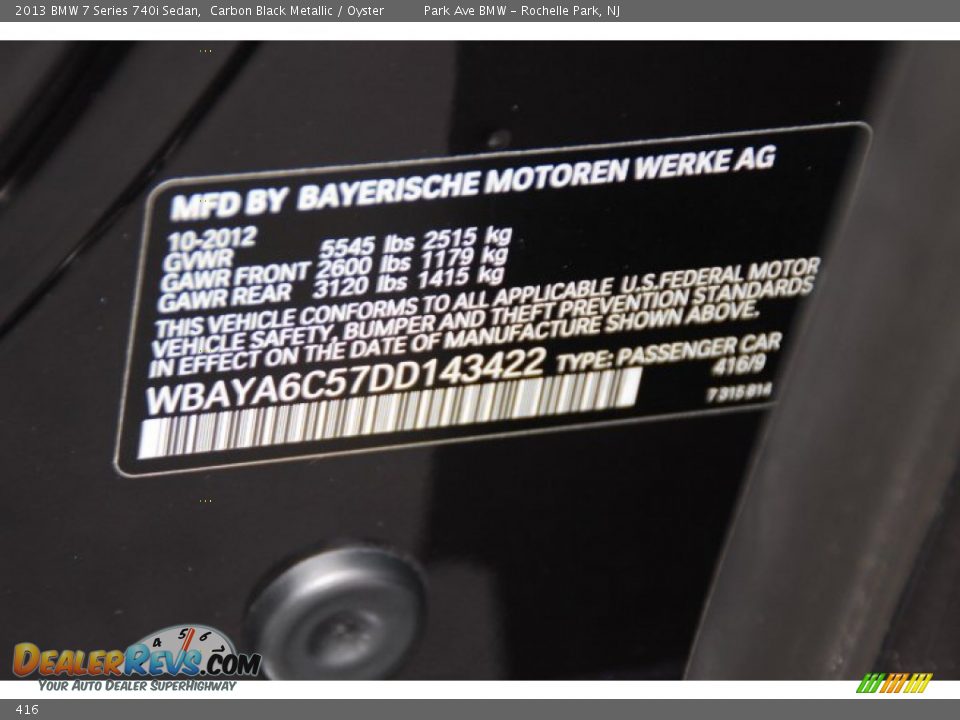 2013 BMW 7 Series 740i Sedan, Carbon Black Metallic / Oyster Park Ave BMW - Rochelle Park, NJ
MFD BY BAYERISCHE MOTOREN WERKE AG
10-2012
GVWR 5545 lbs 2515 kg
GAWR FRONT 2600 lbs 1179 kg
GAWR REAR 3120 lbs 1415 kg
THIS VEHICLE CONFORMS TO ALL APPLICABLE U.S.FEDERAL MOTOR
VEHICLE SAFETY, BUMPER AND THEFT PREVENTION STANDARDS
IN EFFECT ON THE DATE OF MANUFACTURE SHOWN ABOVE.
WBAYA6C57DD143422 TYPE: PASSENGER CAR
416/9
7 315 814
4 5 6
DEALERREVS.COM
YOUR AUTO DEALER SUPERHIGHWAY
416